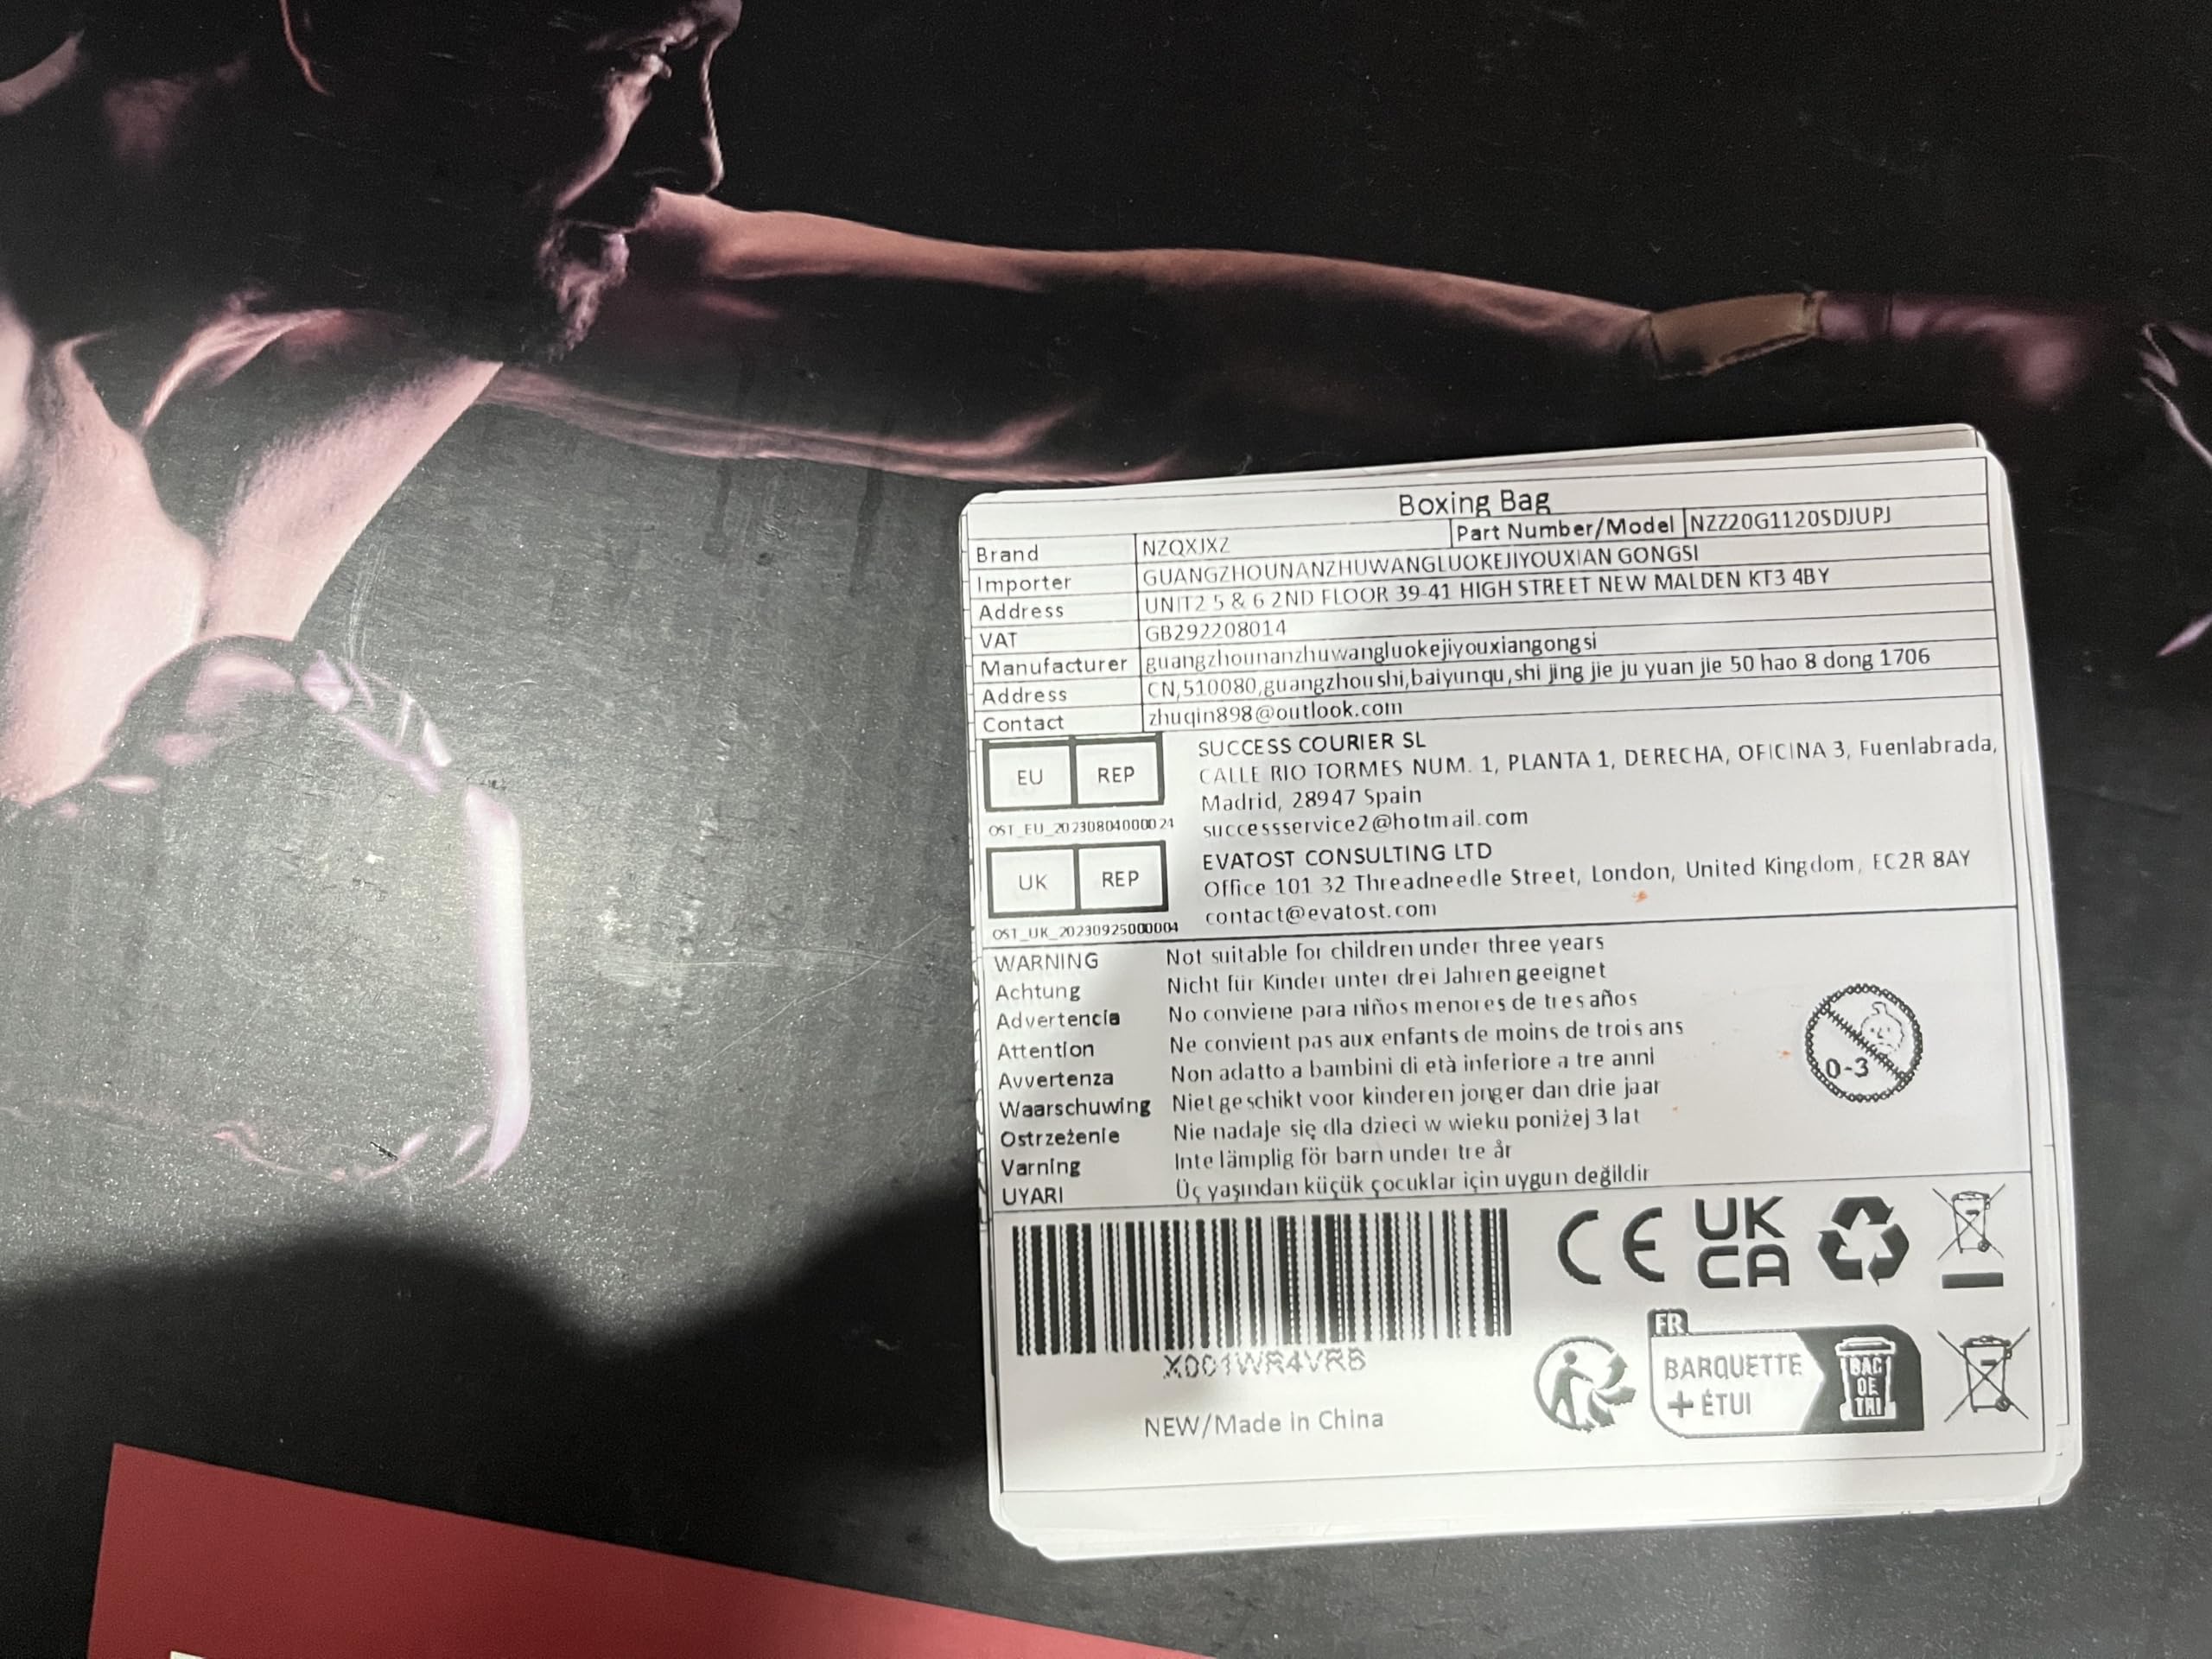 Boxing Bag
Brand NZQXJXZ Part Number/Model NZZ20G1120SDJUPJ
Importer GUANGZHOUNANZHUWANGLUOKEJIYOUXIAN GONGSI
Address UNIT2 5 & 6 2ND FLOOR 39-41 HIGH STREET NEW MALDEN KT3 4BY
VAT GB292208014
Manufacturer guangzhounanzhuwangluokejiyouxiangongsi
Address CN,510080,guangzhoushi,baiyunqu,shi jing jie ju yuan jie 50 hao 8 dong 1706
Contact zhuqin898@outlook.com
EU REP
SUCCESS COURIER SL
CALLE RIO TORMES NUM. 1, PLANTA 1, DERECHA, OFICINA 3, Fuenlabrada,
Madrid, 28947 Spain
successservice2@hotmail.com
OST_EU_20230804000024
UK REP
EVATOST CONSULTING LTD
Office 101 32 Threadneedle Street, London, United Kingdom, EC2R 8AY
contact@evatost.com
OST_UK_20230925000004
WARNING Not suitable for children under three years
Achtung Nicht für Kinder unter drei Jahren geeignet
Advertencia No conviene para niños menores de tres años
Attention Ne convient pas aux enfants de moins de trois ans
Avvertenza Non adatto a bambini di età inferiore a tre anni
Waarschuwing Niet geschikt voor kinderen jonger dan drie jaar
Ostrzeżenie Nie nadaje się dla dzieci w wieku poniżej 3 lat
Varning Inte lämplig för barn under tre år
UYARI Üç yaşından küçük çocuklar için uygun değildir
0-3
CE UK
CA
X001WR4VRB
NEW/Made in China
FR
BARQUETTE
+ ÉTUI
BAC
DE
TRI